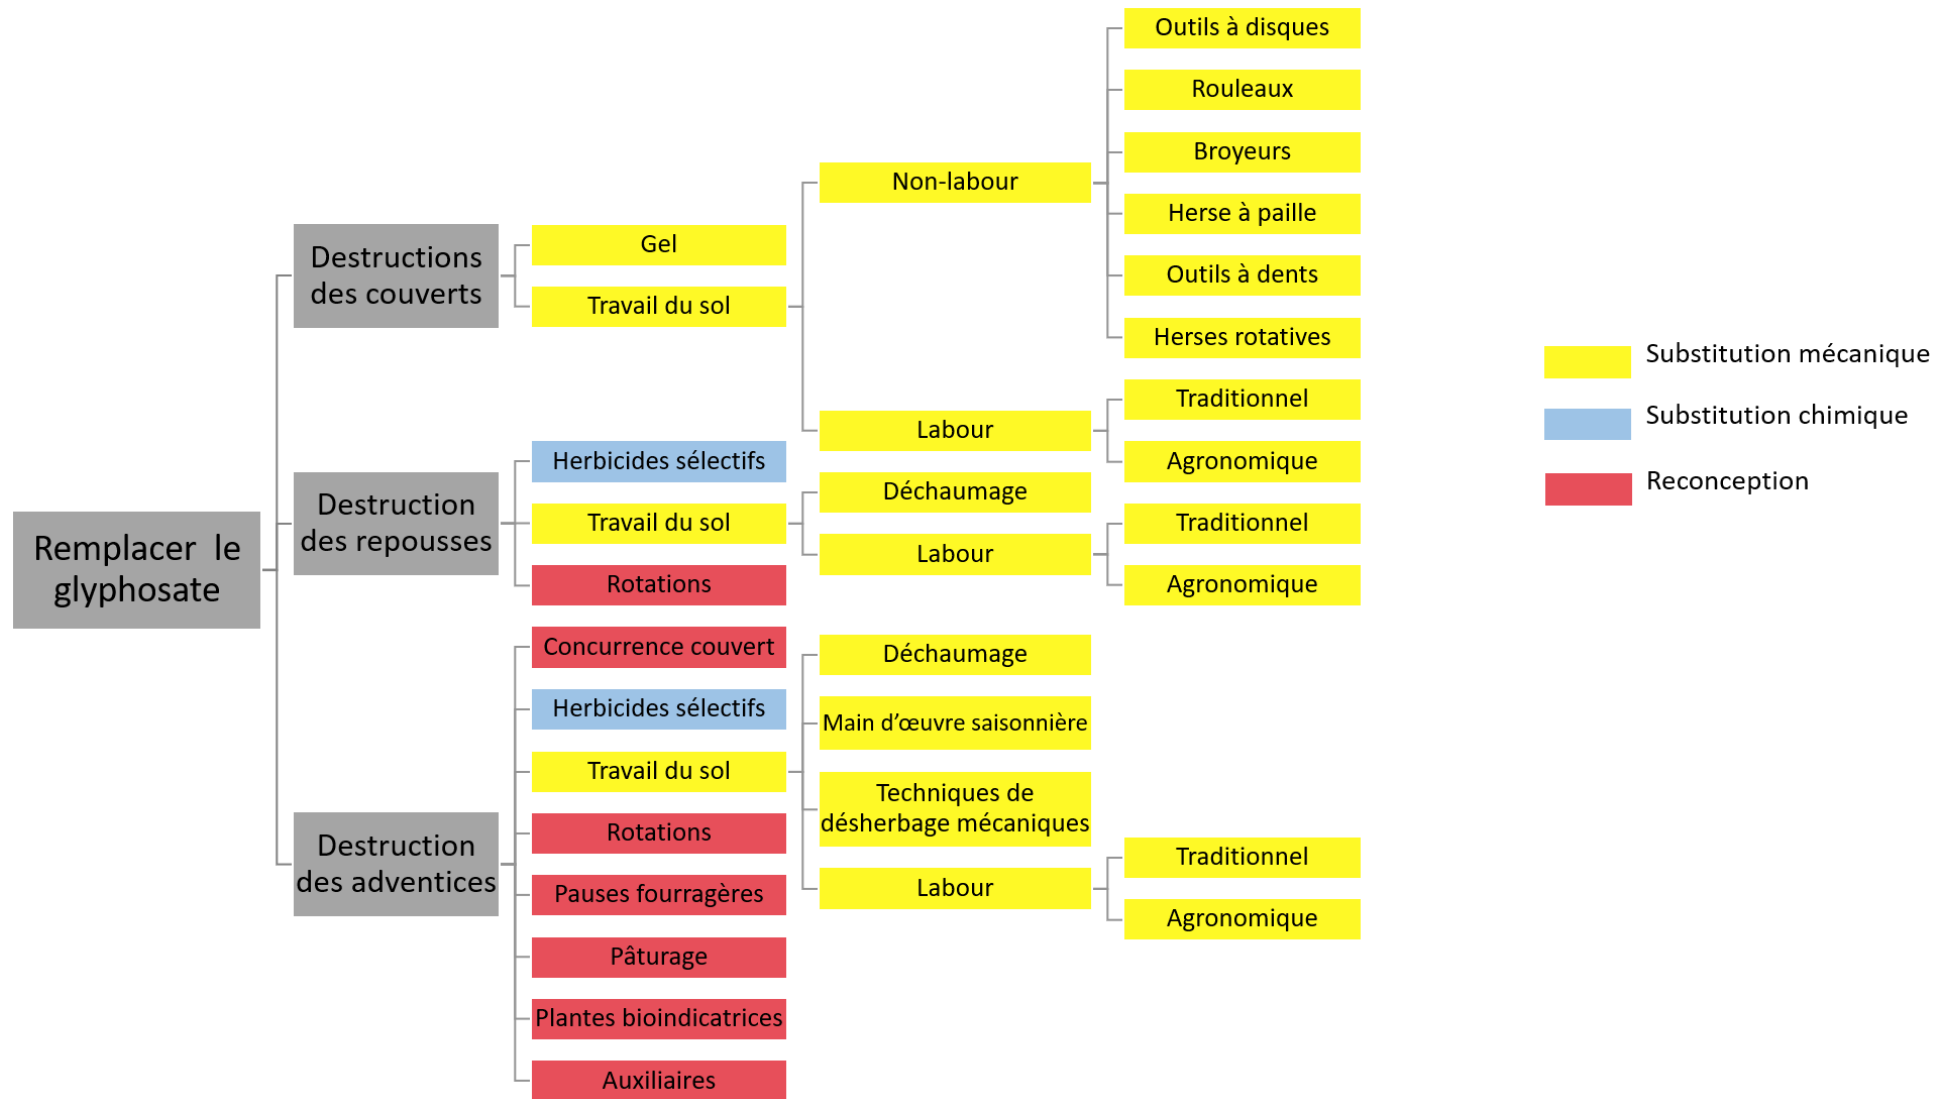 Remplacer le
glyphosate
Destructions
des couverts
Gel
Travail du sol
Non-labour
Outils à disques
Rouleaux
Broyeurs
Herse à paille
Outils à dents
Herses rotatives
Labour
Traditionnel
Agronomique
Destruction
des repousses
Herbicides sélectifs
Travail du sol
Déchaumage
Labour
Traditionnel
Agronomique
Rotations
Destruction
des adventices
Concurrence couvert
Herbicides sélectifs
Travail du sol
Déchaumage
Main d’œuvre saisonnière
Techniques de
désherbage mécaniques
Labour
Traditionnel
Agronomique
Rotations
Pauses fourragères
Pâturage
Plantes bioindicatrices
Auxiliaires
Substitution mécanique
Substitution chimique
Reconception